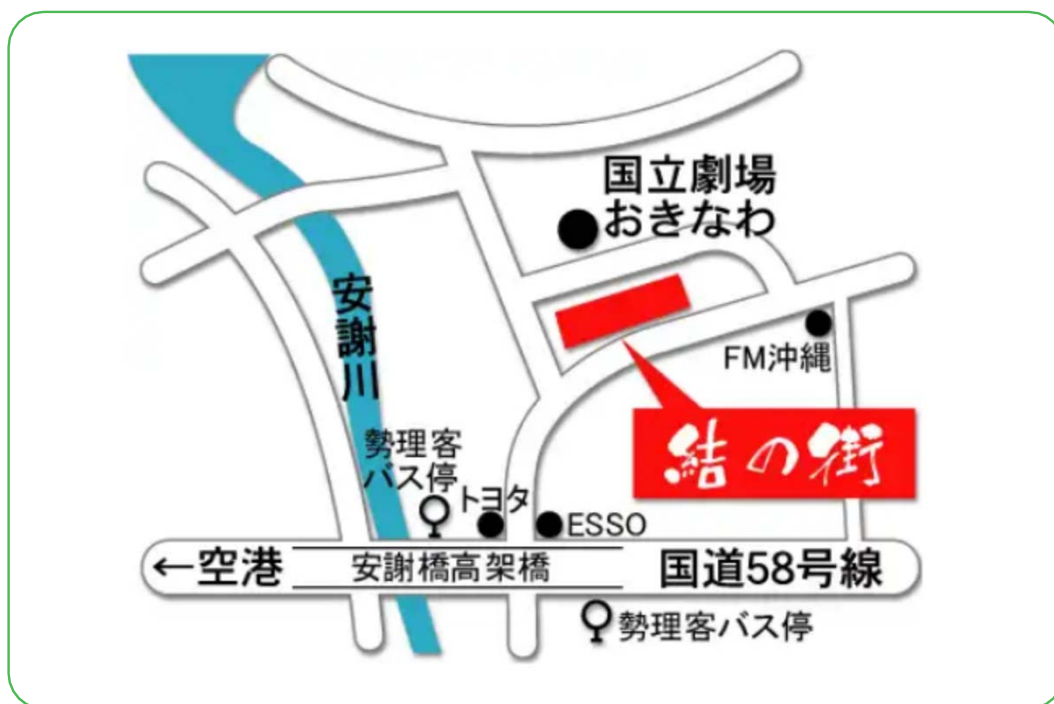 国立劇場
おきなわ
安謝川
FM沖縄
結の街
勢理客
バス停
トヨタ
ESSO
←空港
安謝橋高架橋
国道58号線
勢理客バス停